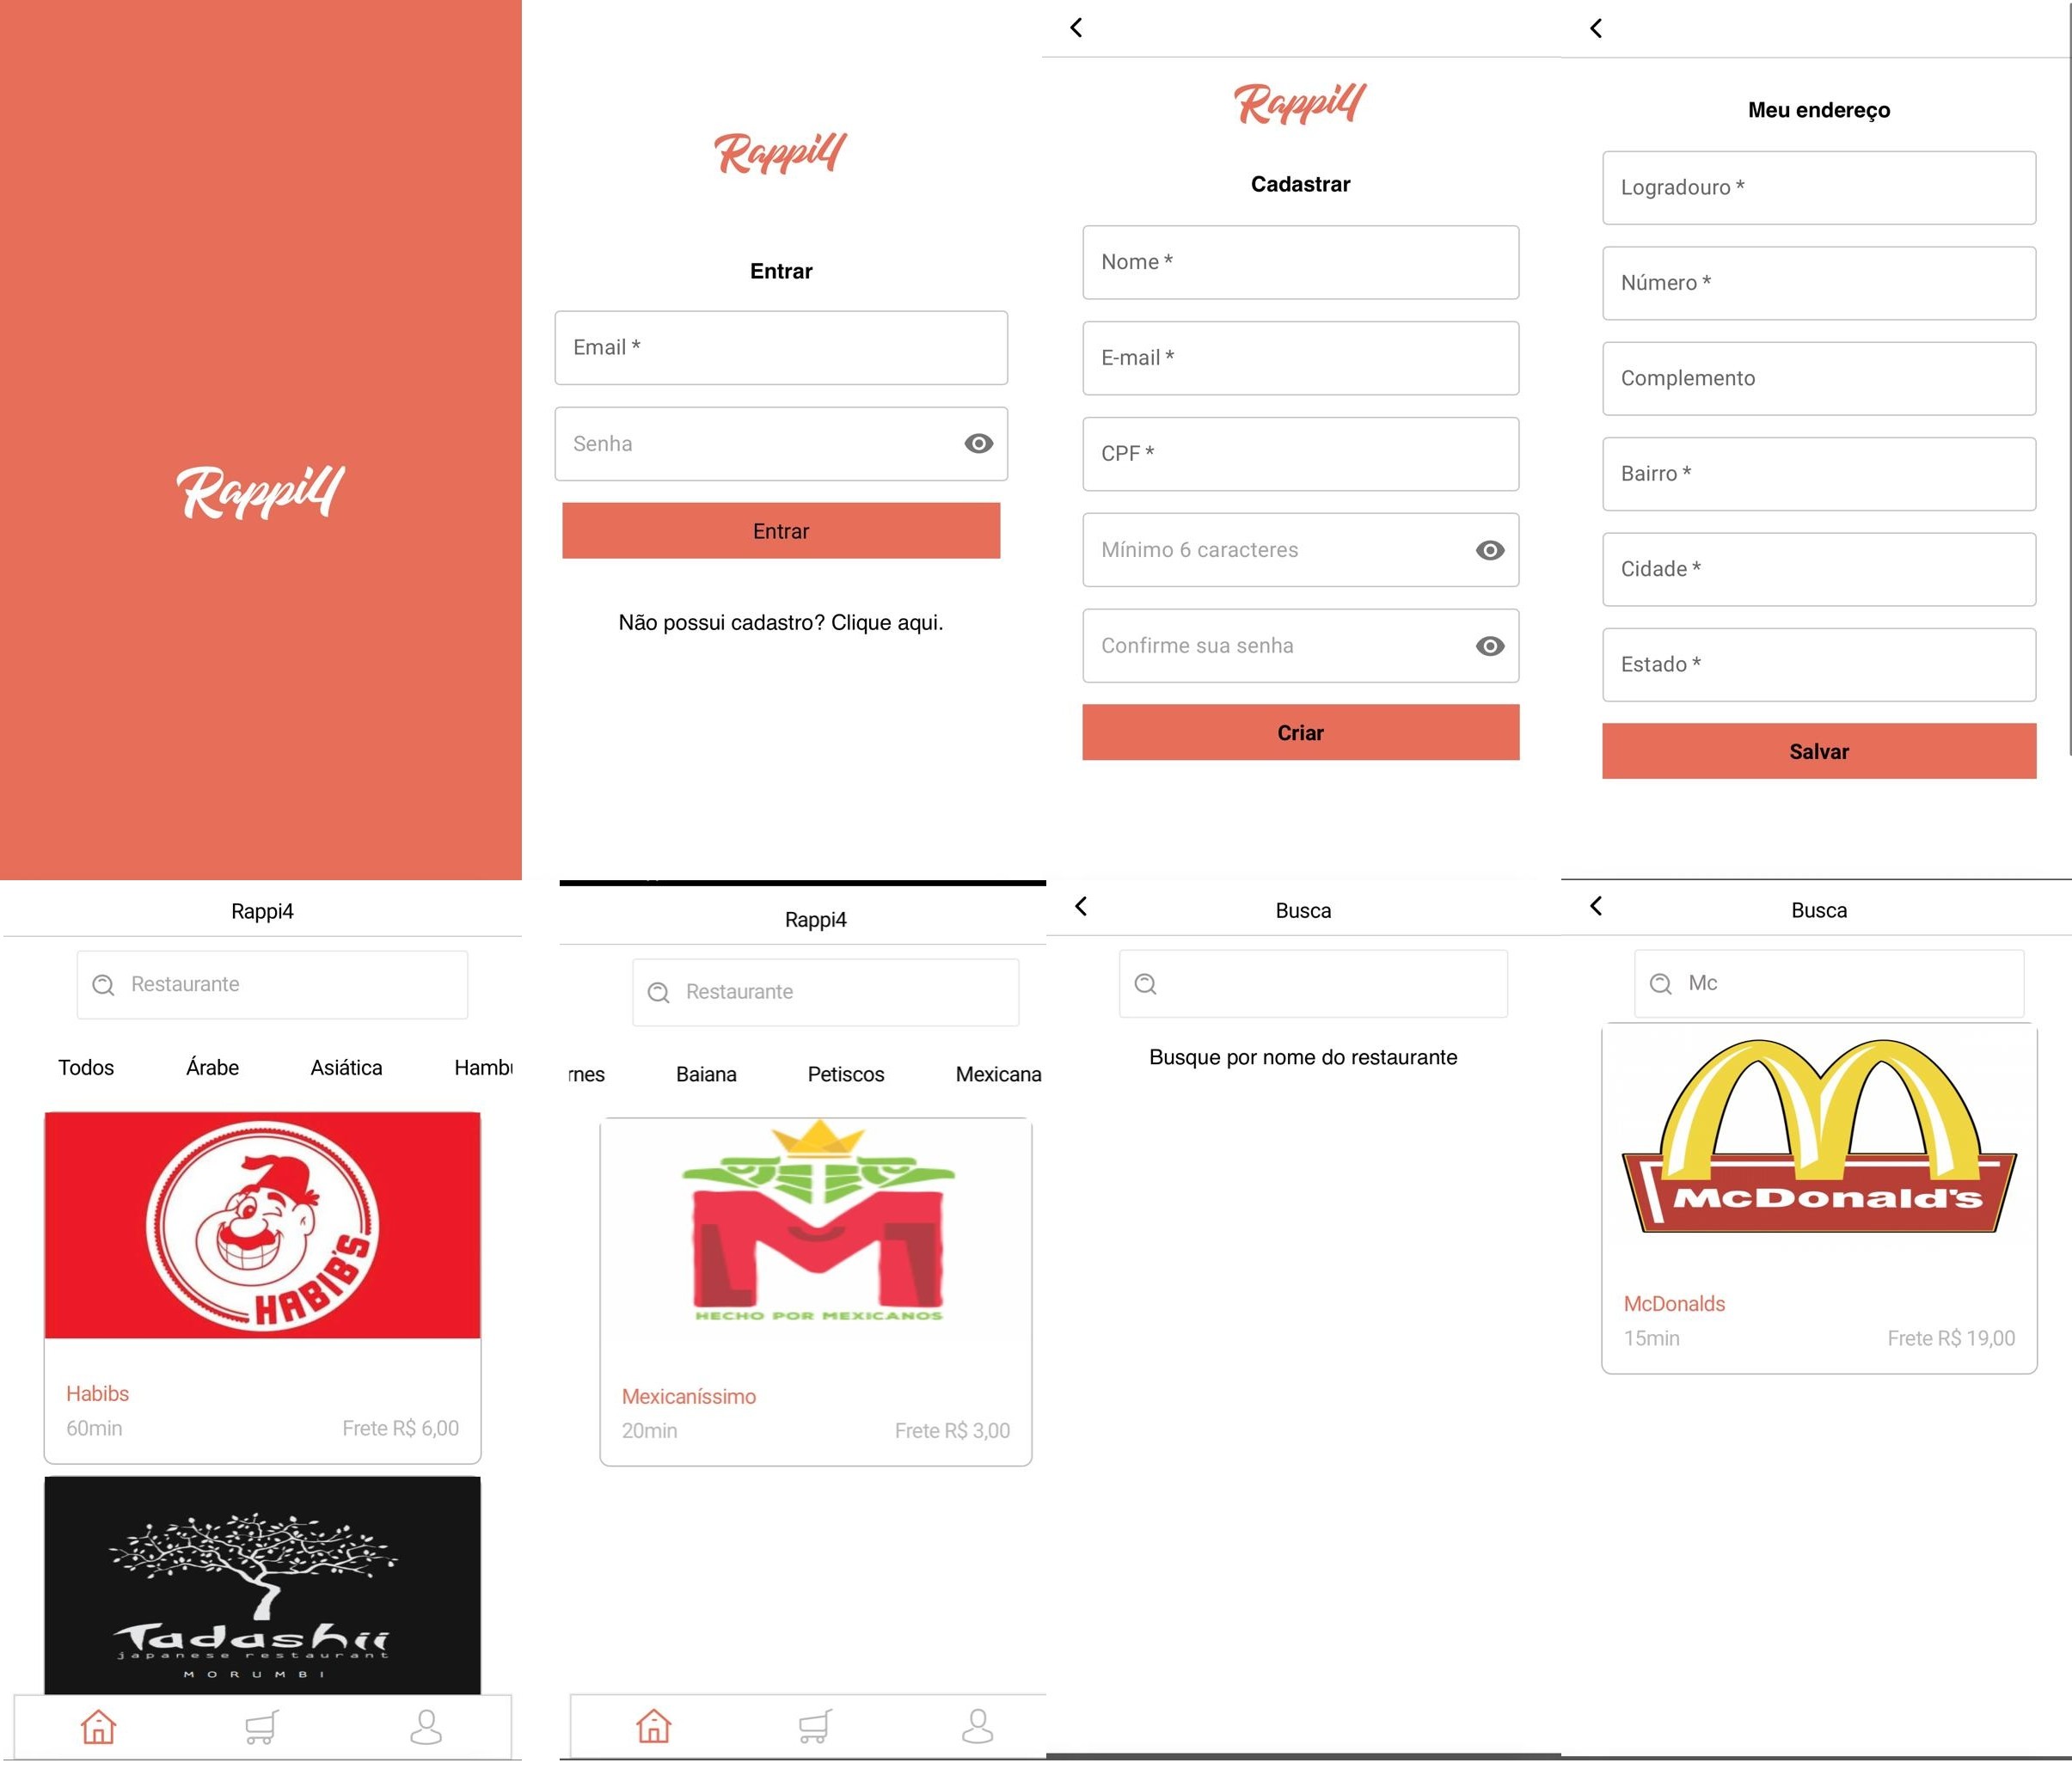 Rappi4
Rappi4
Entrar
Email *
Senha
Entrar
Não possui cadastro? Clique aqui.
Rappi4
Cadastrar
Nome *
E-mail *
CPF *
Mínimo 6 caracteres
Confirme sua senha
Criar
Meu endereço
Logradouro *
Número *
Complemento
Bairro *
Cidade *
Estado *
Salvar
Rappi4
Restaurante
Todos Árabe Asiática Hambu
HABIB'S
Habibs
60min Frete R$ 6,00
Tadashii
japanese restaurant
MORUMBI
Rappi4
Restaurante
rnes Baiana Petiscos Mexicana
HECHO POR MEXICANOS
Mexicaníssimo
20min Frete R$ 3,00
Busca
Busque por nome do restaurante
Busca
Mc
McDonald's
McDonalds
15min Frete R$ 19,00